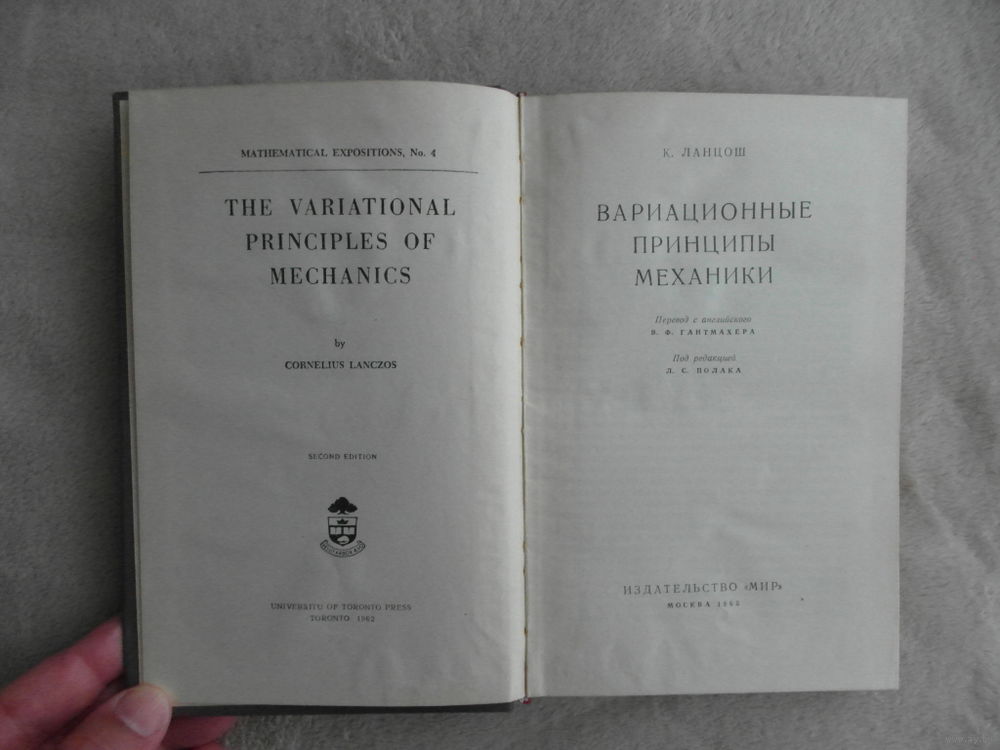 MATHEMATICAL EXPOSITIONS, No. 4
THE VARIATIONAL
PRINCIPLES OF
MECHANICS
by
CORNELIUS LANCZOS
SECOND EDITION
UNIVERSITU OF TORONTO PRESS
TORONTO 1962
К. ЛАНЦОШ
ВАРИАЦИОННЫЕ
ПРИНЦИПЫ
МЕХАНИКИ
Перевод с английского
В. Ф. ГАНТМАХЕРА
Под редакцией
Л. С. ПОЛАКА
ИЗДАТЕЛЬСТВО «МИР»
МОСКВА 1965